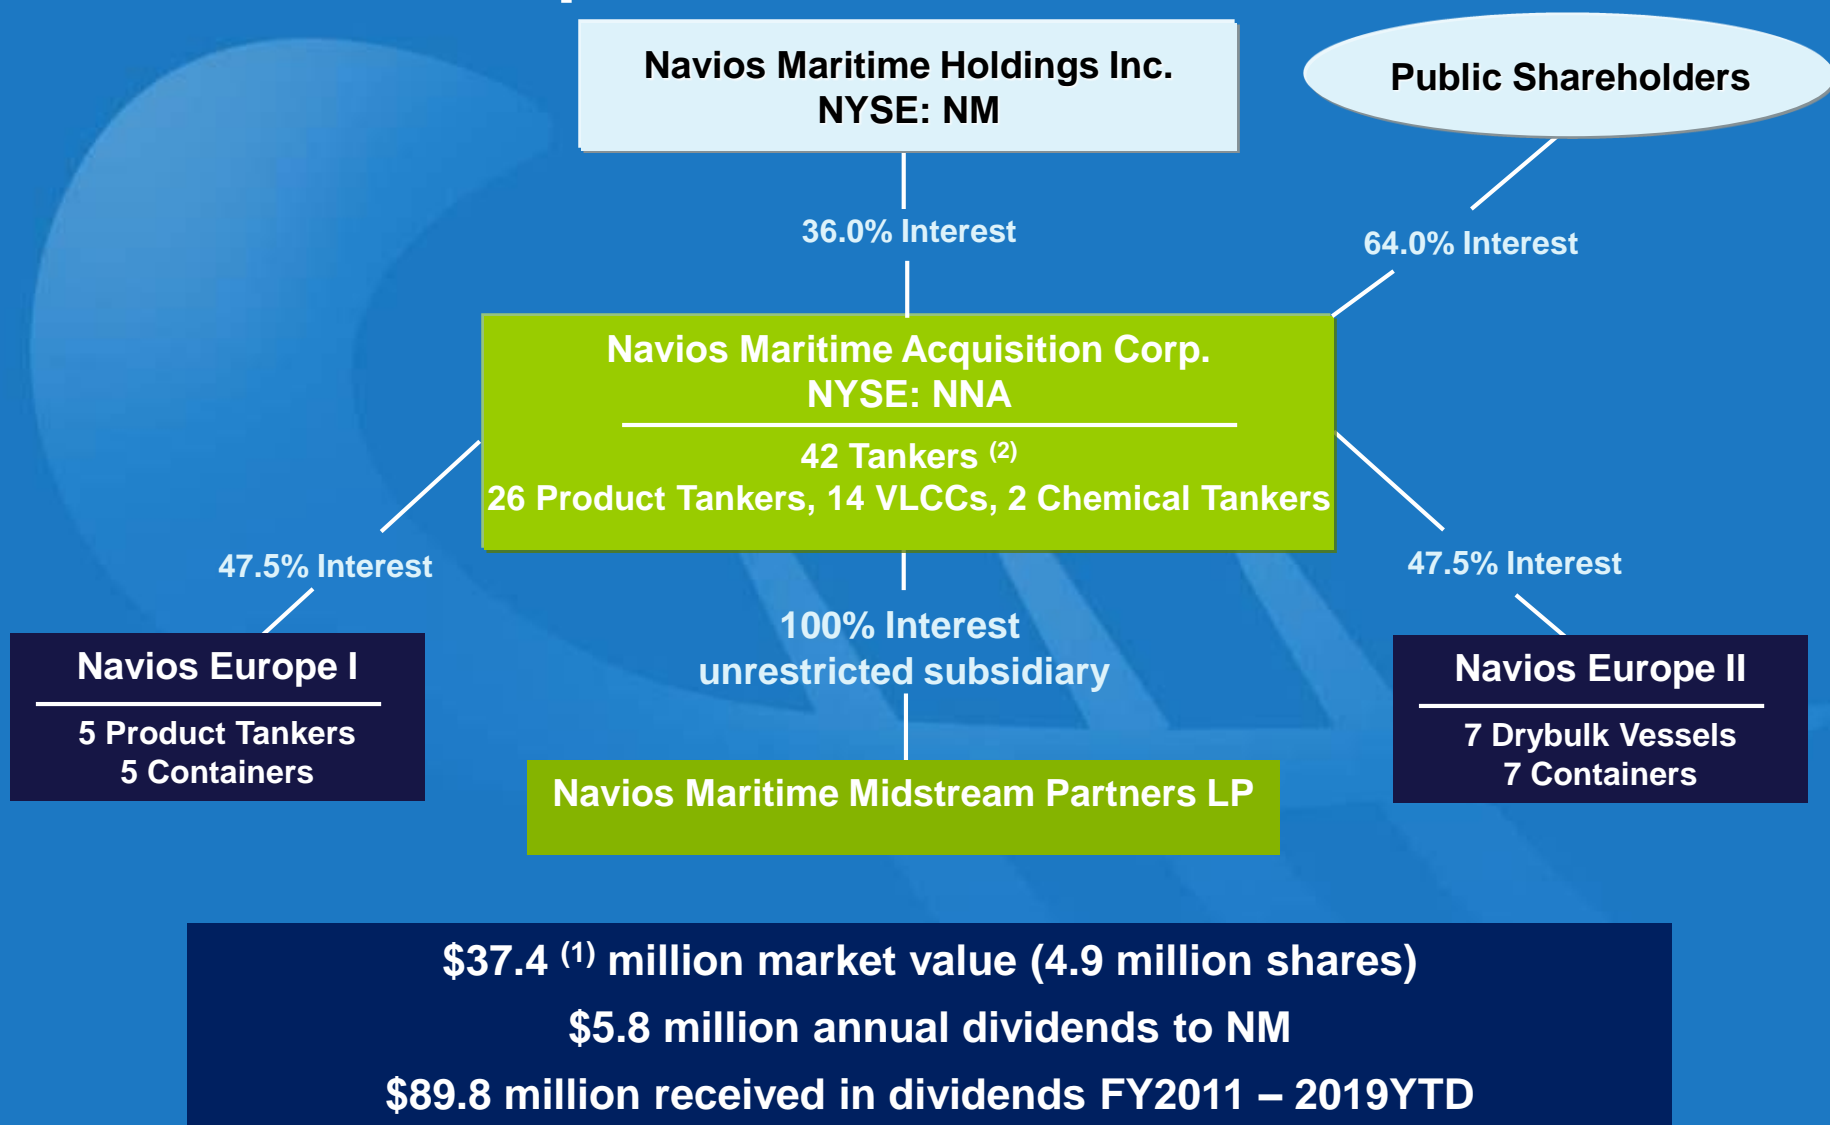 Navios Maritime Holdings Inc.
NYSE: NM
Public Shareholders
36.0% Interest
64.0% Interest
Navios Maritime Acquisition Corp.
NYSE: NNA
42 Tankers (2)
26 Product Tankers, 14 VLCCs, 2 Chemical Tankers
47.5% Interest
47.5% Interest
100% Interest
unrestricted subsidiary
Navios Europe I
5 Product Tankers
5 Containers
Navios Europe II
7 Drybulk Vessels
7 Containers
Navios Maritime Midstream Partners LP
$37.4 (1) million market value (4.9 million shares)
$5.8 million annual dividends to NM
$89.8 million received in dividends FY2011 – 2019YTD